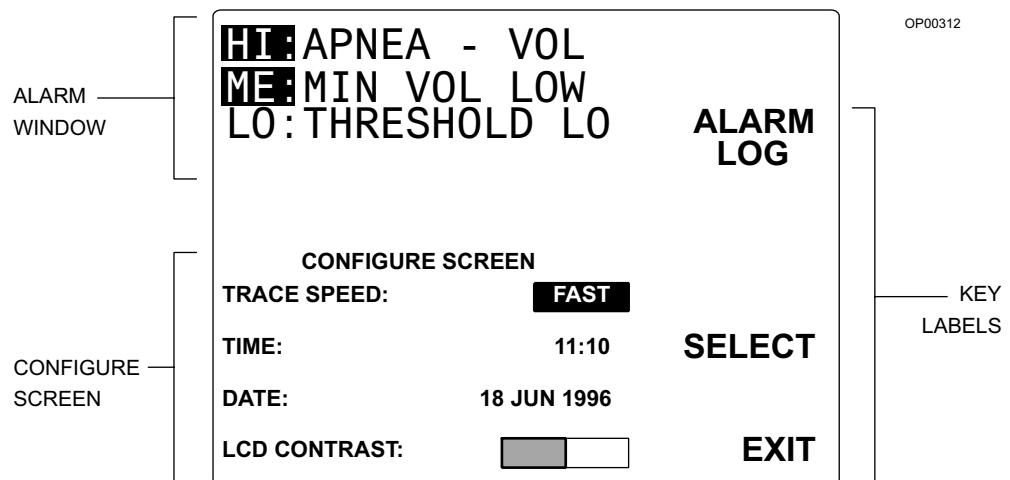 OP00312
HI:APNEA - VOL
ME:MIN VOL LOW
LO:THRESHOLD LO
ALARM
LOG
ALARM
WINDOW
CONFIGURE SCREEN
TRACE SPEED: FAST
TIME: 11:10
DATE: 18 JUN 1996
LCD CONTRAST:
SELECT
EXIT
CONFIGURE
SCREEN
KEY
LABELS